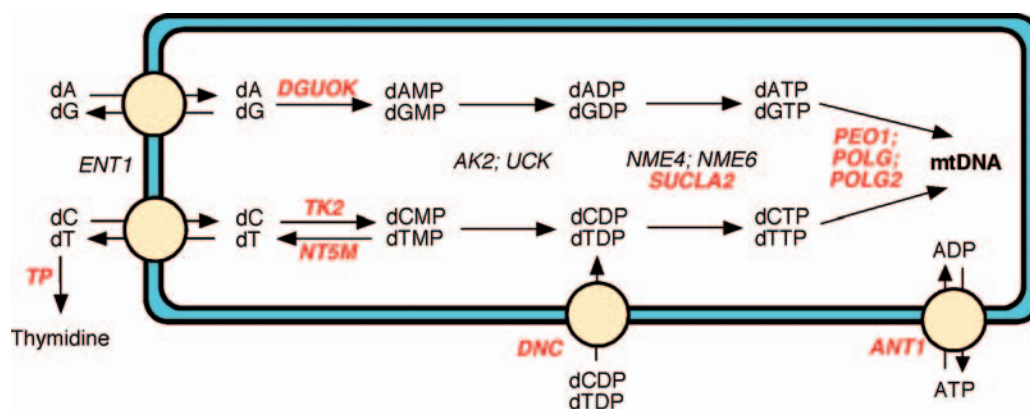 dA dA DGUOK dAMP dADP dATP
dG dG dGMP dGDP dGTP
PEO1;
ENT1 AK2; UCK NME4; NME6 POLG; mtDNA
SUCLA2 POLG2
dC dC TK2 dCMP dCDP dCTP
dT dT NT5M dTMP dTDP dTTP
ADP
TP
Thymidine
DNC ANT1
dCDP ATP
dTDP